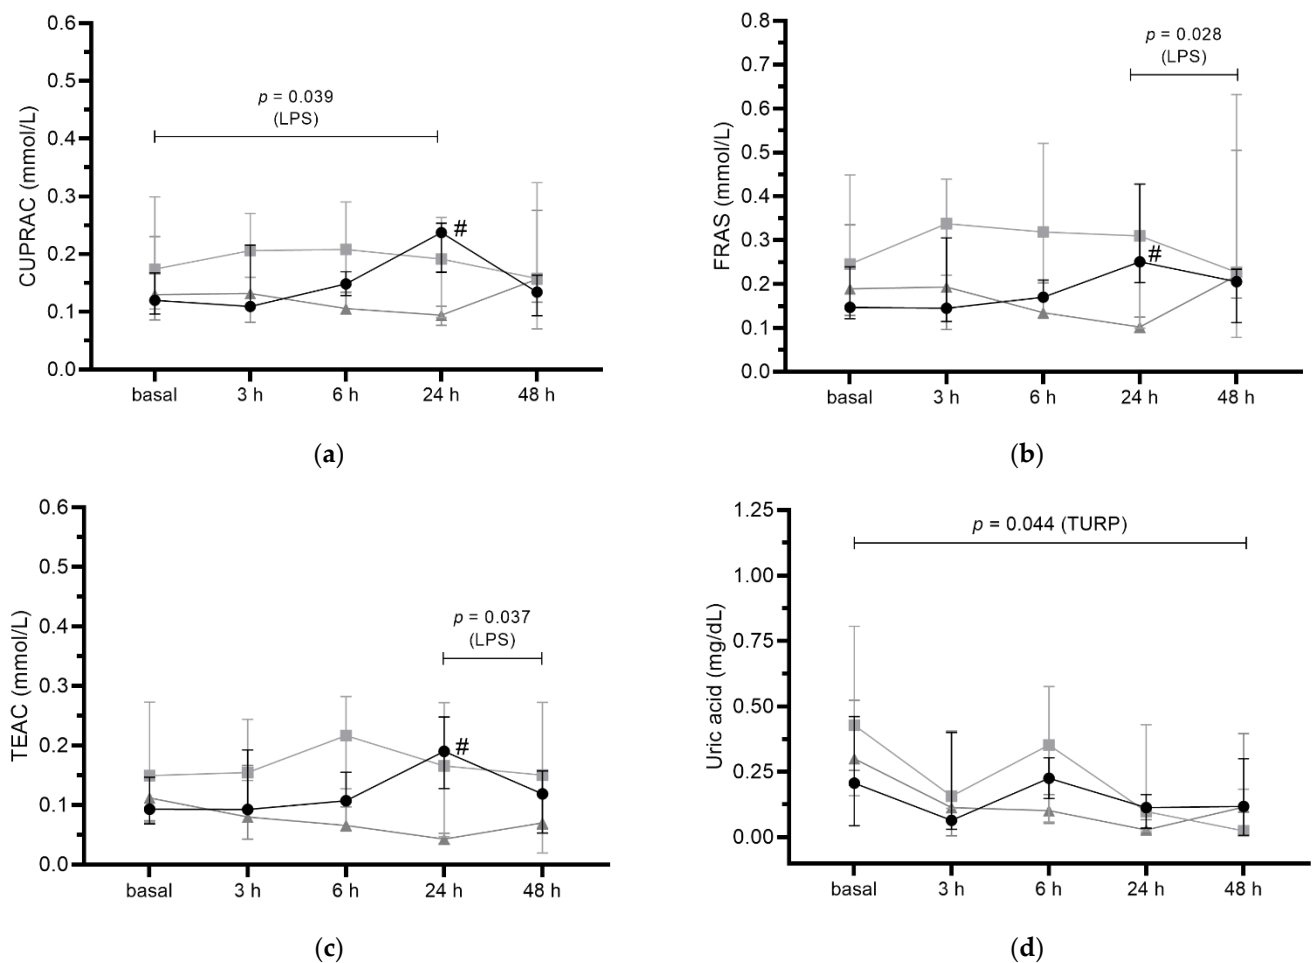 0.6
0.5
0.4
0.3
0.2
0.1
0.0
CUPRAC (mmol/L)
p = 0.039
(LPS)
#
basal 3 h 6 h 24 h 48 h
(a)
0.8
0.7
0.6
0.5
0.4
0.3
0.2
0.1
0.0
FRAS (mmol/L)
p = 0.028
(LPS)
#
basal 3 h 6 h 24 h 48 h
(b)
0.6
0.5
0.4
0.3
0.2
0.1
0.0
TEAC (mmol/L)
p = 0.037
(LPS)
#
basal 3 h 6 h 24 h 48 h
(c)
1.25
1.00
0.75
0.50
0.25
0.00
Uric acid (mg/dL)
p = 0.044 (TURP)
basal 3 h 6 h 24 h 48 h
(d)